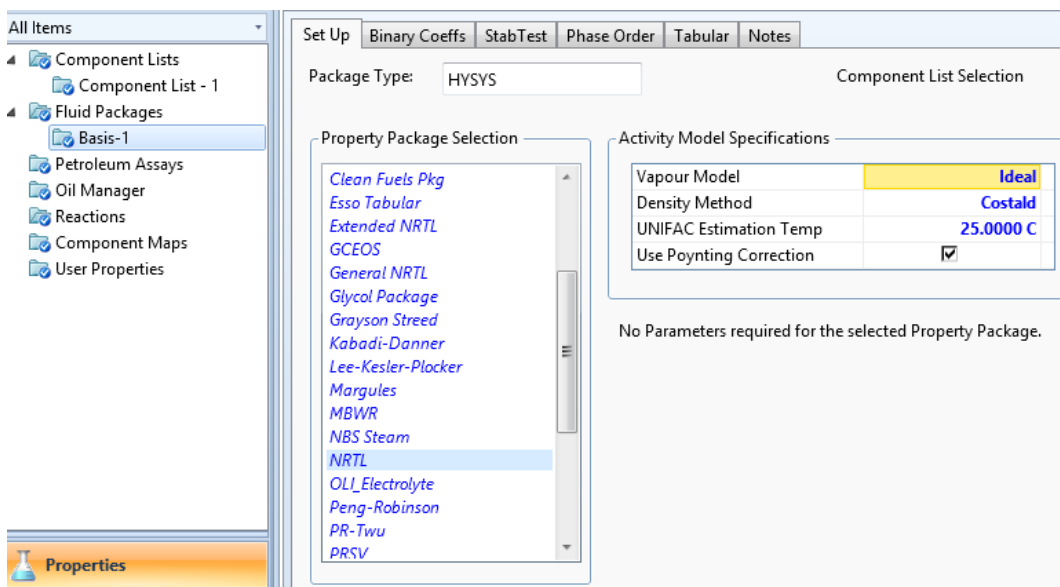 All Items
Component Lists
Component List - 1
Fluid Packages
Basis-1
Petroleum Assays
Oil Manager
Reactions
Component Maps
User Properties
Properties
Set Up Binary Coeffs StabTest Phase Order Tabular Notes
Package Type: HYSYS Component List Selection
Property Package Selection
Clean Fuels Pkg
Esso Tabular
Extended NRTL
GCEOS
General NRTL
Glycol Package
Grayson Streed
Kabadi-Danner
Lee-Kesler-Plocker
Margules
MBWR
NBS Steam
NRTL
OLI_Electrolyte
Peng-Robinson
PR-Twu
PRSV
Activity Model Specifications
Vapour Model Ideal
Density Method Costald
UNIFAC Estimation Temp 25.0000 C
Use Poynting Correction
No Parameters required for the selected Property Package.